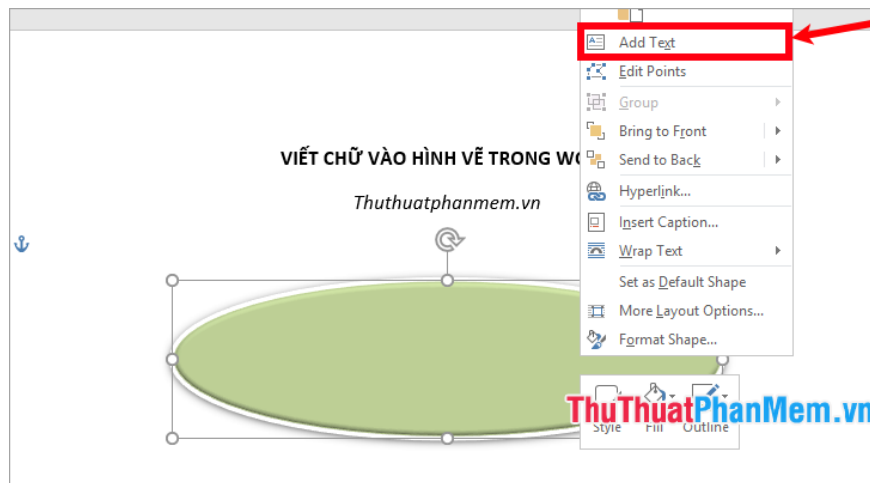 Add Text
Edit Points
Group
Bring to Front
Send to Back
Hyperlink...
Insert Caption...
Wrap Text
Set as Default Shape
More Layout Options...
Format Shape...
VIẾT CHỮ VÀO HÌNH VẼ TRONG
Thuthuatphanmem.vn
ThuThuatPhanMem.vn
Style Fill Outline